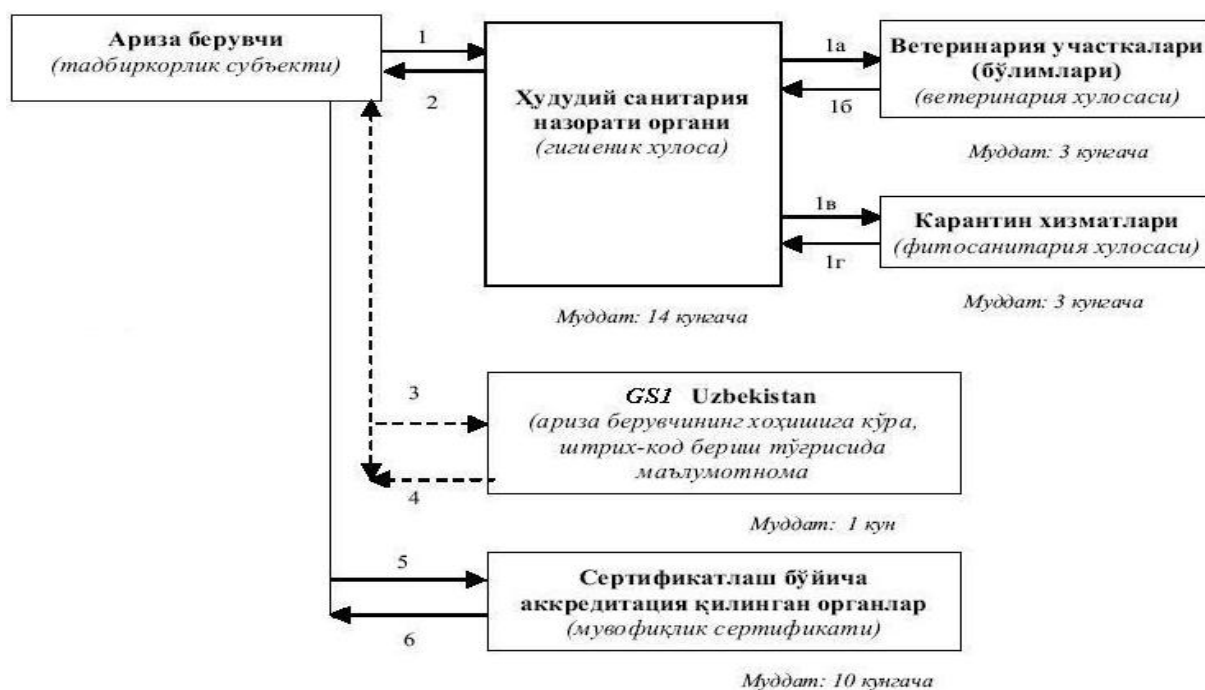 Ариза берувчи
(тадбиркорлик субъекти)
1
2
Ҳудудий санитария
назорати органи
(гигиеник хулоса)
Муддат: 14 кунгача
1а
1б
Ветеринария участкалари
(бўлимлари)
(ветеринария хулосаси)
Муддат: 3 кунгача
1в
1г
Карантин хизматлари
(фитосанитария хулосаси)
Муддат: 3 кунгача
3
4
GS1 Uzbekistan
(ариза берувчининг хоҳишига кўра,
штрих-код бериш тўғрисида
маълумотнома
Муддат: 1 кун
5
6
Сертификатлаш бўйича
аккредитация қилинган органлар
(мувофиқлик сертификати)
Муддат: 10 кунгача